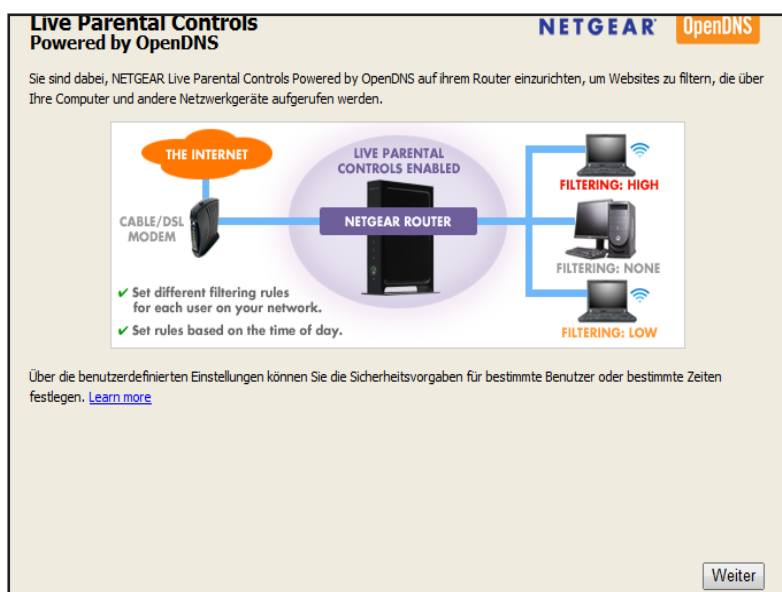 Live Parental Controls
Powered by OpenDNS
NETGEAR
OpenDNS
Sie sind dabei, NETGEAR Live Parental Controls Powered by OpenDNS auf ihrem Router einzurichten, um Websites zu filtern, die über
Ihre Computer und andere Netzwerkgeräte aufgerufen werden.
THE INTERNET
LIVE PARENTAL
CONTROLS ENABLED
FILTERING: HIGH
CABLE/DSL
MODEM
NETGEAR ROUTER
FILTERING: NONE
✔ Set different filtering rules
for each user on your network.
✔ Set rules based on the time of day.
FILTERING: LOW
Über die benutzerdefinierten Einstellungen können Sie die Sicherheitsvorgaben für bestimmte Benutzer oder bestimmte Zeiten
festlegen. Learn more
Weiter